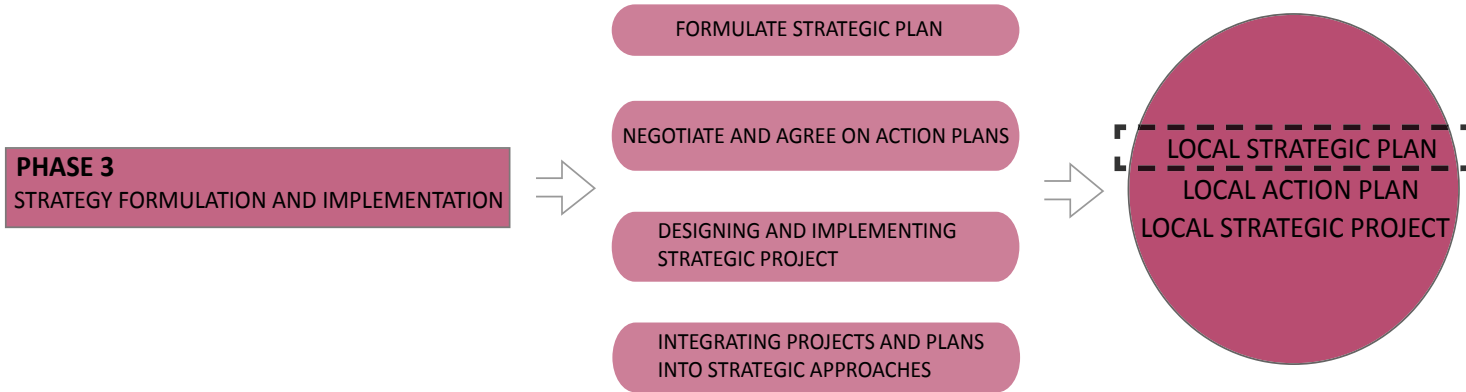 PHASE 3
STRATEGY FORMULATION AND IMPLEMENTATION
FORMULATE STRATEGIC PLAN
NEGOTIATE AND AGREE ON ACTION PLANS
DESIGNING AND IMPLEMENTING
STRATEGIC PROJECT
INTEGRATING PROJECTS AND PLANS
INTO STRATEGIC APPROACHES
LOCAL STRATEGIC PLAN
LOCAL ACTION PLAN
LOCAL STRATEGIC PROJECT